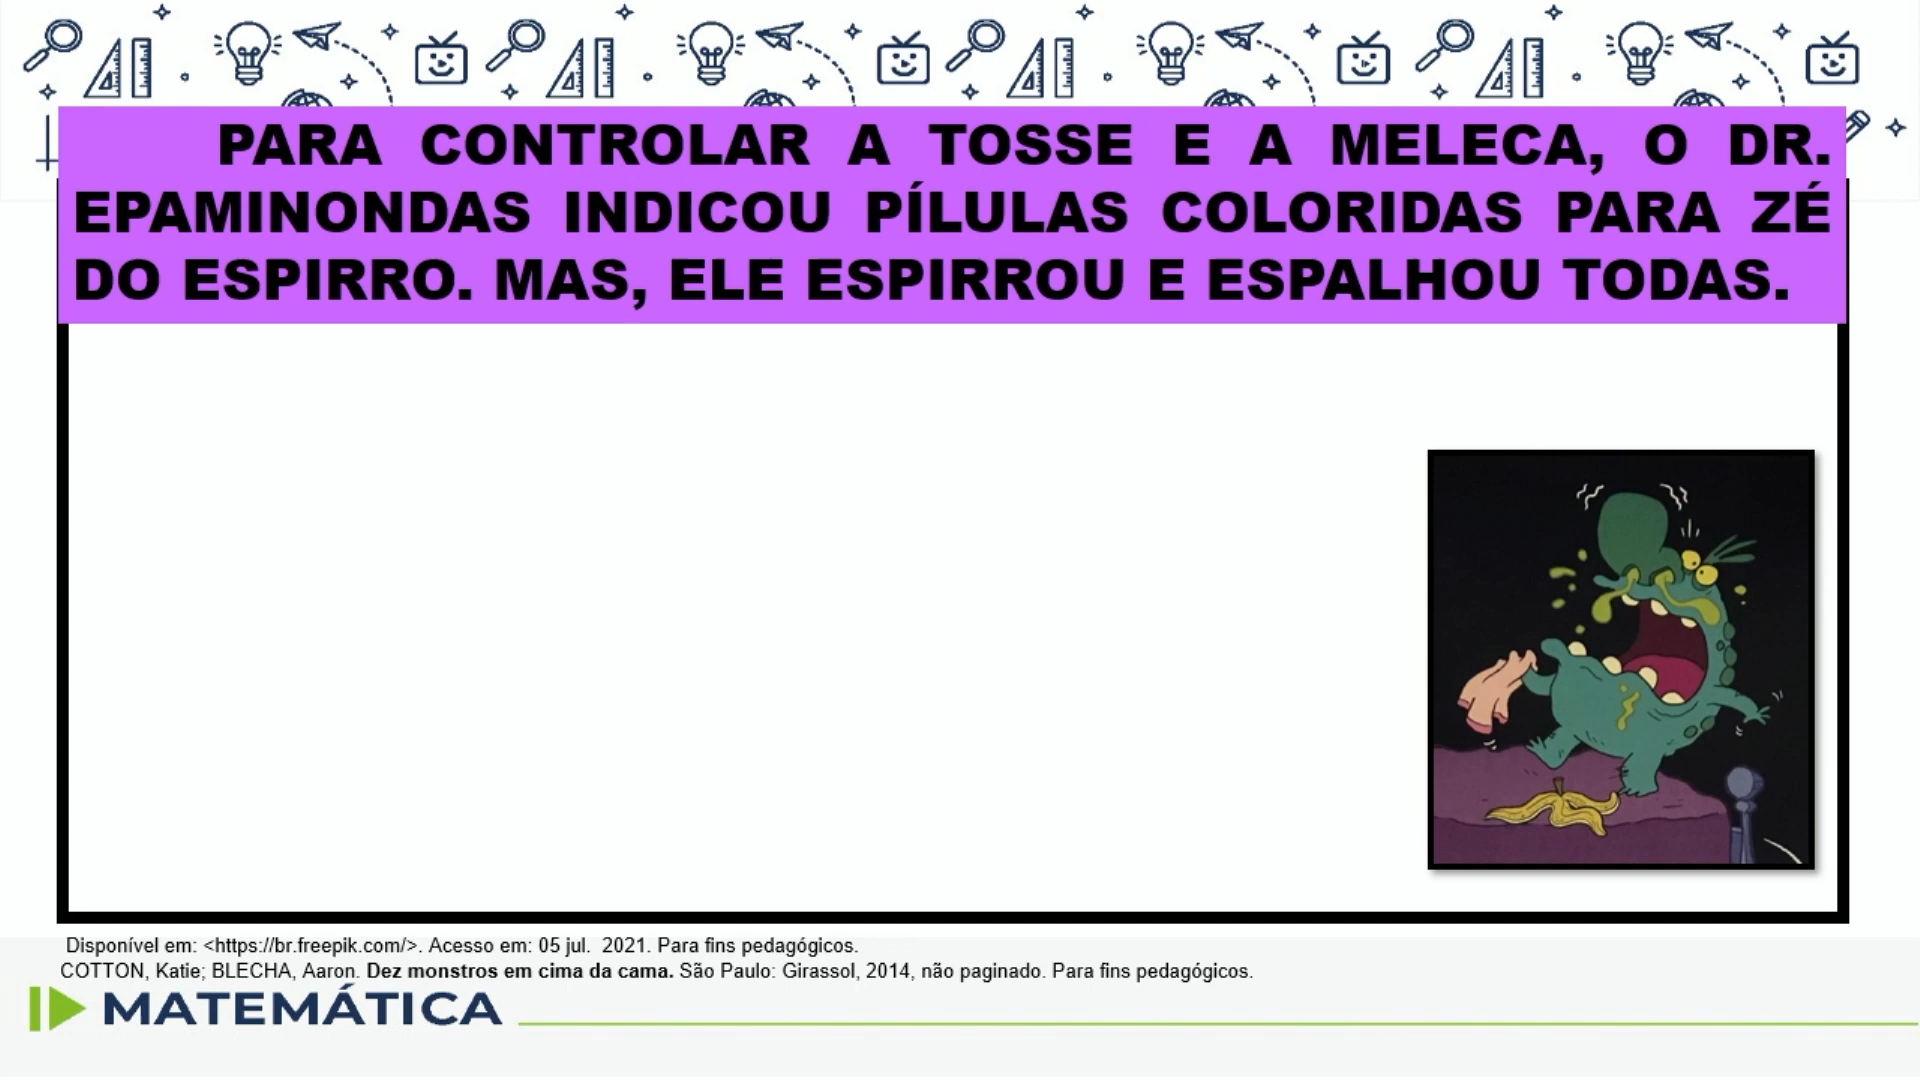 PARA CONTROLAR A TOSSE E A MELECA, O DR.
EPAMINONDAS INDICOU PÍLULAS COLORIDAS PARA ZÉ
DO ESPIRRO. MAS, ELE ESPIRROU E ESPALHOU TODAS.
Disponível em: <https://br.freepik.com/>. Acesso em: 05 jul. 2021. Para fins pedagógicos.
COTTON, Katie; BLECHA, Aaron. Dez monstros em cima da cama. São Paulo: Girassol, 2014, não paginado. Para fins pedagógicos.
MATEMÁTICA